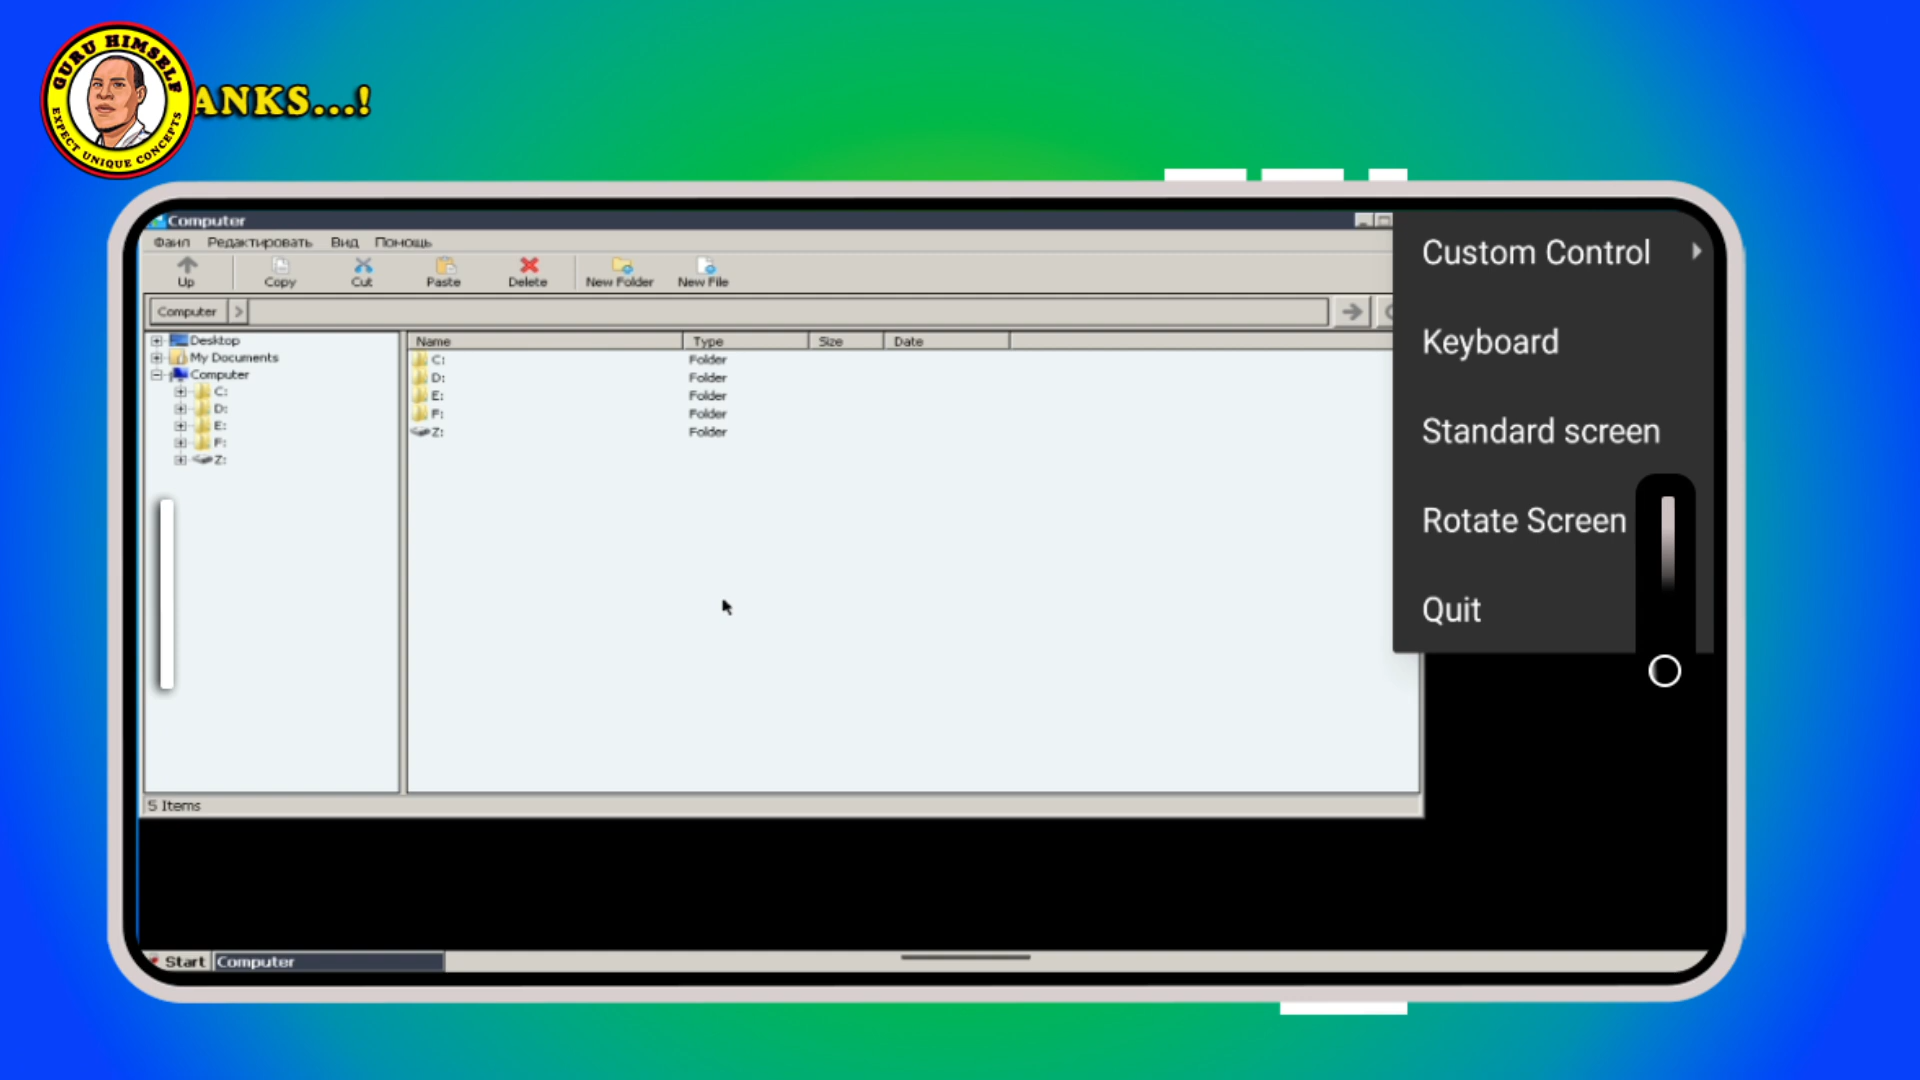 GURU HIMSELF
EXPECT UNIQUE CONCEPTS
ANKS...!
Computer
Фаил Редактировать Вид Помощь
Up Copy Cut Paste Delete New Folder New File
Computer
Desktop
My Documents
Computer
C:
D:
E:
F:
Z:
Name Type Size Date
C: Folder
D: Folder
E: Folder
F: Folder
Z: Folder
5 Items
Custom Control
Keyboard
Standard screen
Rotate Screen
Quit
Start Computer